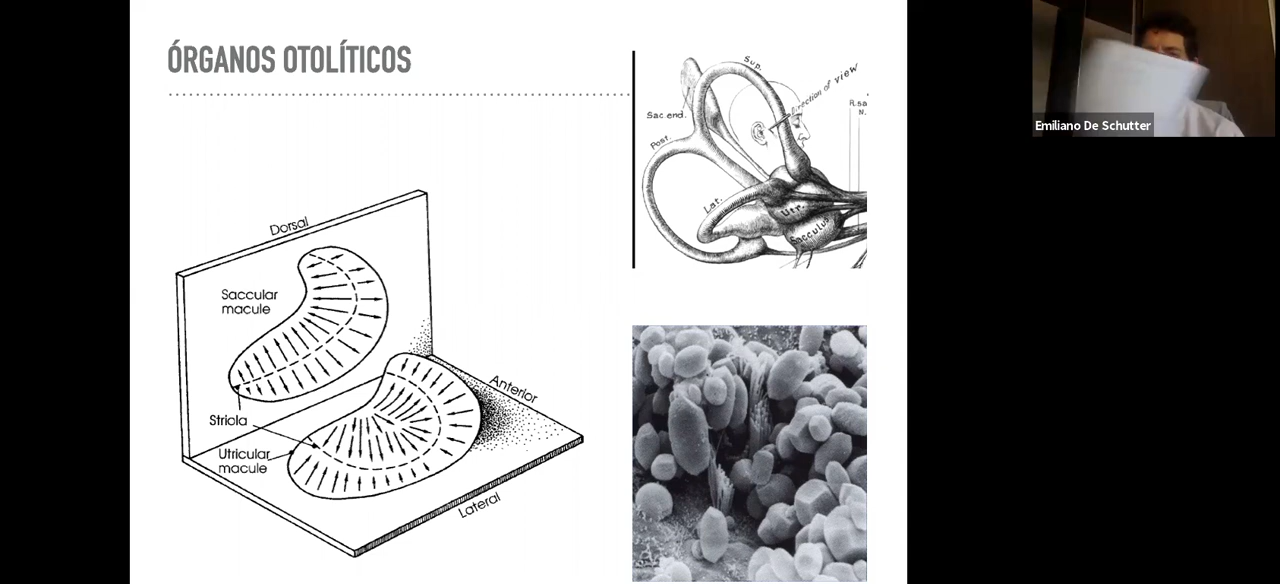 ÓRGANOS OTOLÍTICOS
Dorsal
Saccular
macule
Striola
Utricular
macule
Anterior
Lateral
Sup.
Direction of view
Sac. end.
Post.
Lat.
Utr.
Sacculus
R.sa
N.
Emiliano De Schutter